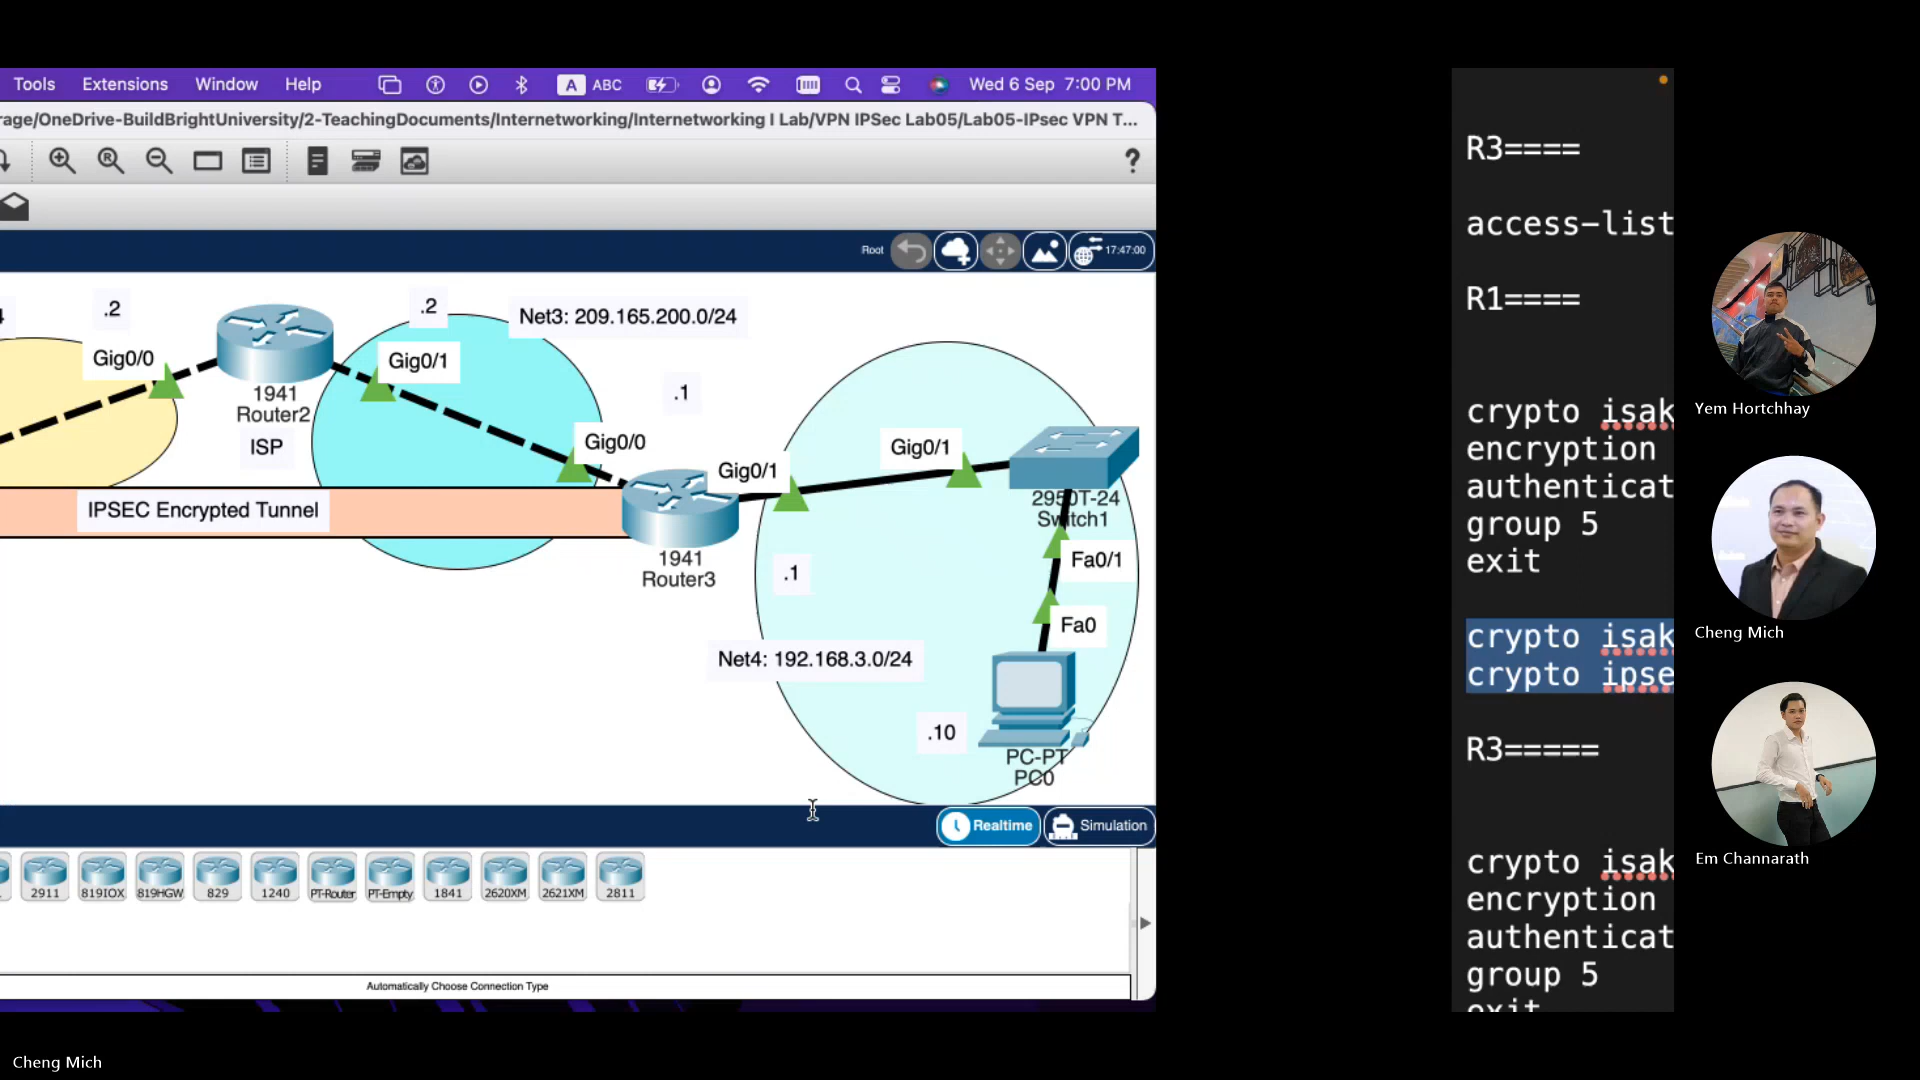 Tools Extensions Window Help ABC Wed 6 Sep 7:00 PM
rage/OneDrive-BuildBrightUniversity/2-TeachingDocuments/Internetworking/Internetworking I Lab/VPN IPSec Lab05/Lab05-IPsec VPN T...
Root 17:47:00
.2
.2
Net3: 209.165.200.0/24
Gig0/0
Gig0/1
.1
1941
Router2
ISP
Gig0/0
Gig0/1
Gig0/1
IPSEC Encrypted Tunnel
2950T-24
Switch1
1941
Router3
.1
Fa0/1
Fa0
Net4: 192.168.3.0/24
.10
PC-PT
PC0
Realtime Simulation
2911 819IOX 819HGW 829 1240 PT-Router PT-Empty 1841 2620XM 2621XM 2811
Automatically Choose Connection Type
R3====
access-list
R1====
crypto isak
encryption
authenticat
group 5
exit
crypto isak
crypto ipse
R3=====
crypto isak
encryption
authenticat
group 5
exit
Yem Hortchhay
Cheng Mich
Em Channarath
Cheng Mich